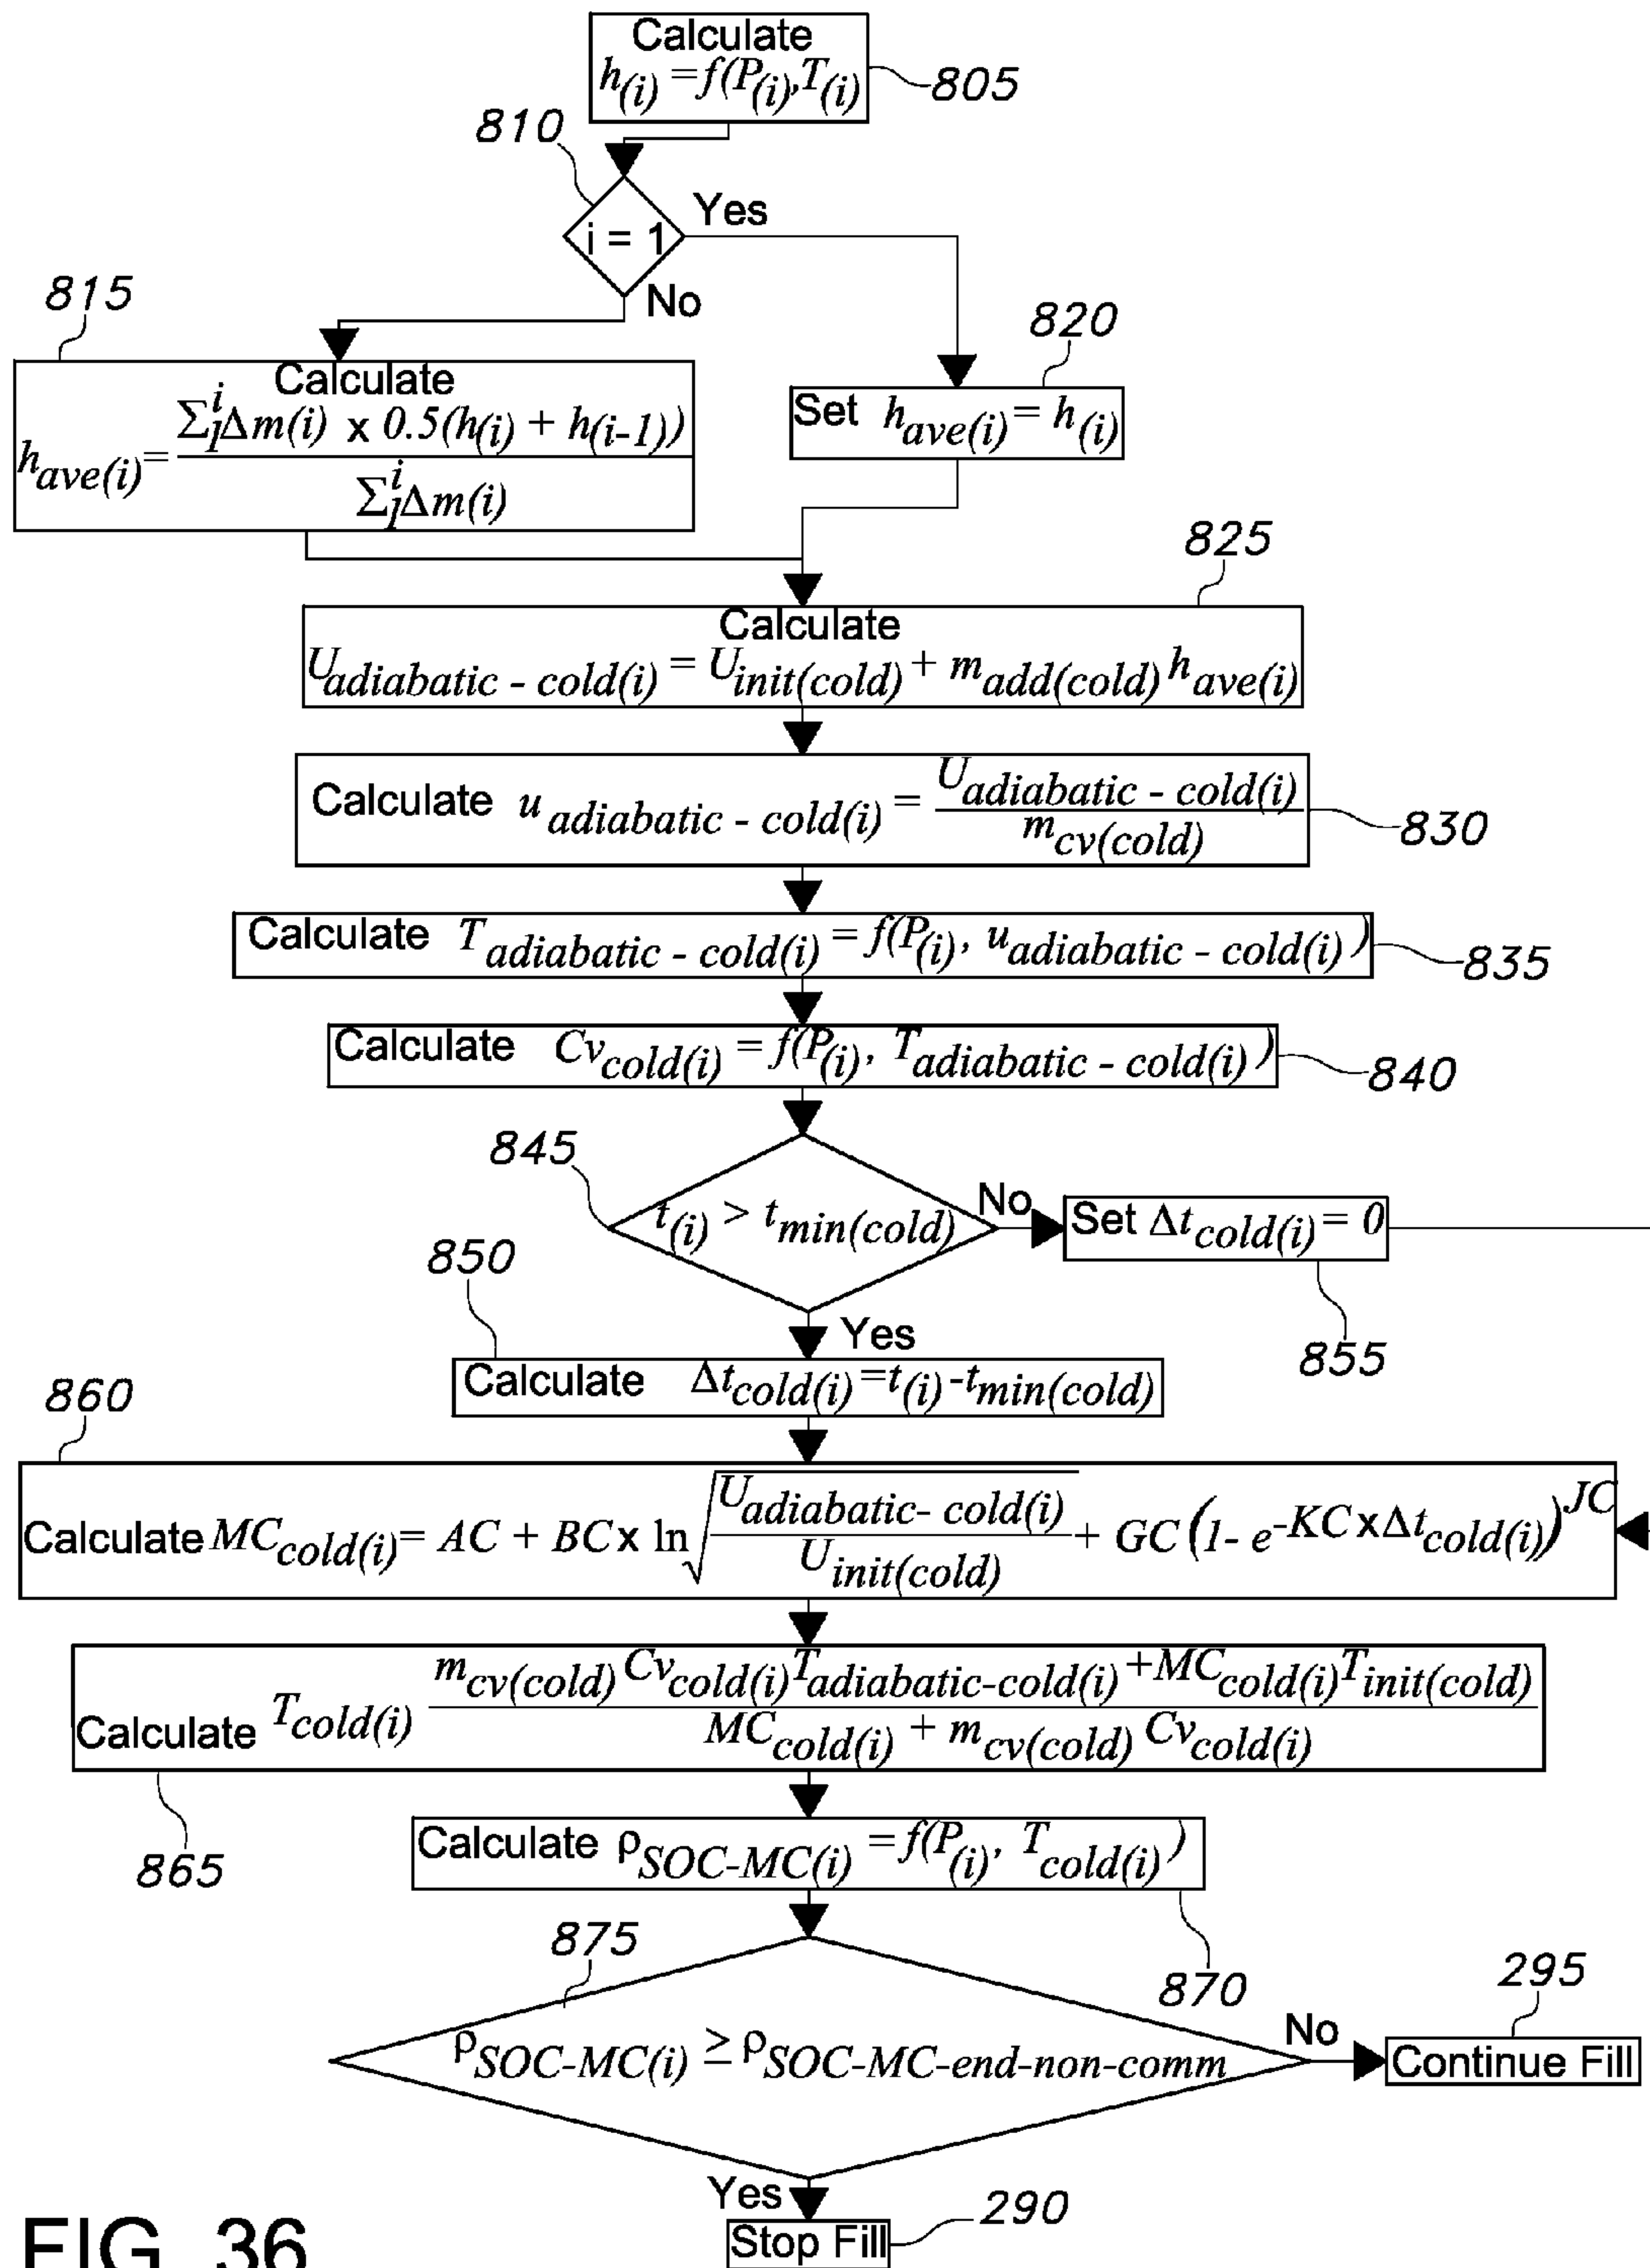 Calculate
h(i) = f(P(i), T(i)
805
810
i = 1
Yes
No
815
Calculate
h_ave(i) = Σ_1^i Δm(i) x 0.5(h(i) + h(i-1)) / Σ_1^i Δm(i)
820
Set h_ave(i) = h(i)
825
Calculate
U_adiabatic - cold(i) = U_init(cold) + m_add(cold) h_ave(i)
Calculate u_adiabatic - cold(i) = U_adiabatic - cold(i) / m_cv(cold)
830
Calculate T_adiabatic - cold(i) = f(P(i), u_adiabatic - cold(i))
835
Calculate Cv_cold(i) = f(P(i), T_adiabatic - cold(i))
840
845
t(i) > t_min(cold)
No
Set Δt_cold(i) = 0
855
850
Yes
Calculate Δt_cold(i) = t(i) - t_min(cold)
860
Calculate MC_cold(i) = AC + BC x ln √(U_adiabatic- cold(i) / U_init(cold)) + GC (1- e^-KC x Δt_cold(i))^JC
Calculate T_cold(i) m_cv(cold) Cv_cold(i) T_adiabatic-cold(i) + MC_cold(i) T_init(cold) / MC_cold(i) + m_cv(cold) Cv_cold(i)
865
Calculate ρ_SOC-MC(i) = f(P(i), T_cold(i))
870
875
ρ_SOC-MC(i) ≥ ρ_SOC-MC-end-non-comm
No
295
Continue Fill
Yes
290
Stop Fill
FIG. 36